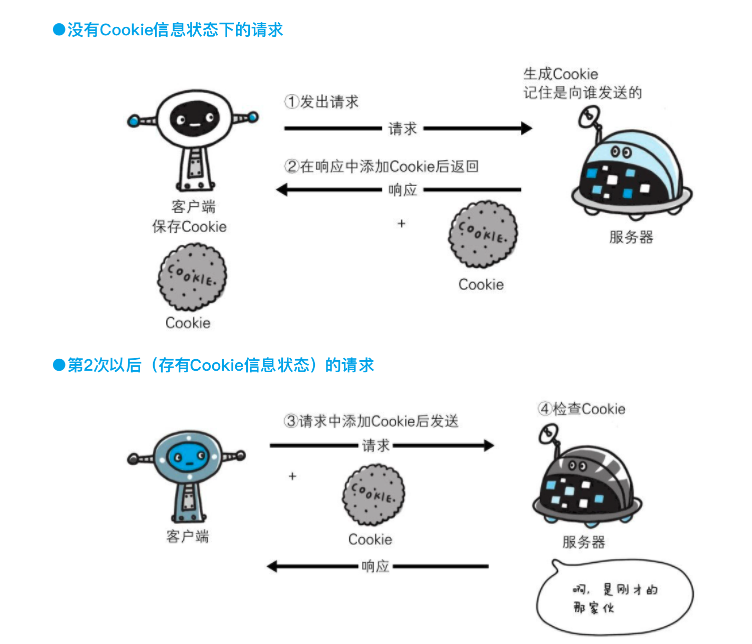 ●没有Cookie信息状态下的请求
生成Cookie
记住是向谁发送的
①发出请求
请求
②在响应中添加Cookie后返回
响应
客户端
保存Cookie
+
COOKIE.
服务器
COOKIE.
Cookie
Cookie
●第2次以后（存有Cookie信息状态）的请求
④检查Cookie
③请求中添加Cookie后发送
请求
+
COOKIE.
客户端
Cookie
服务器
响应
啊，是刚才的
那家伙